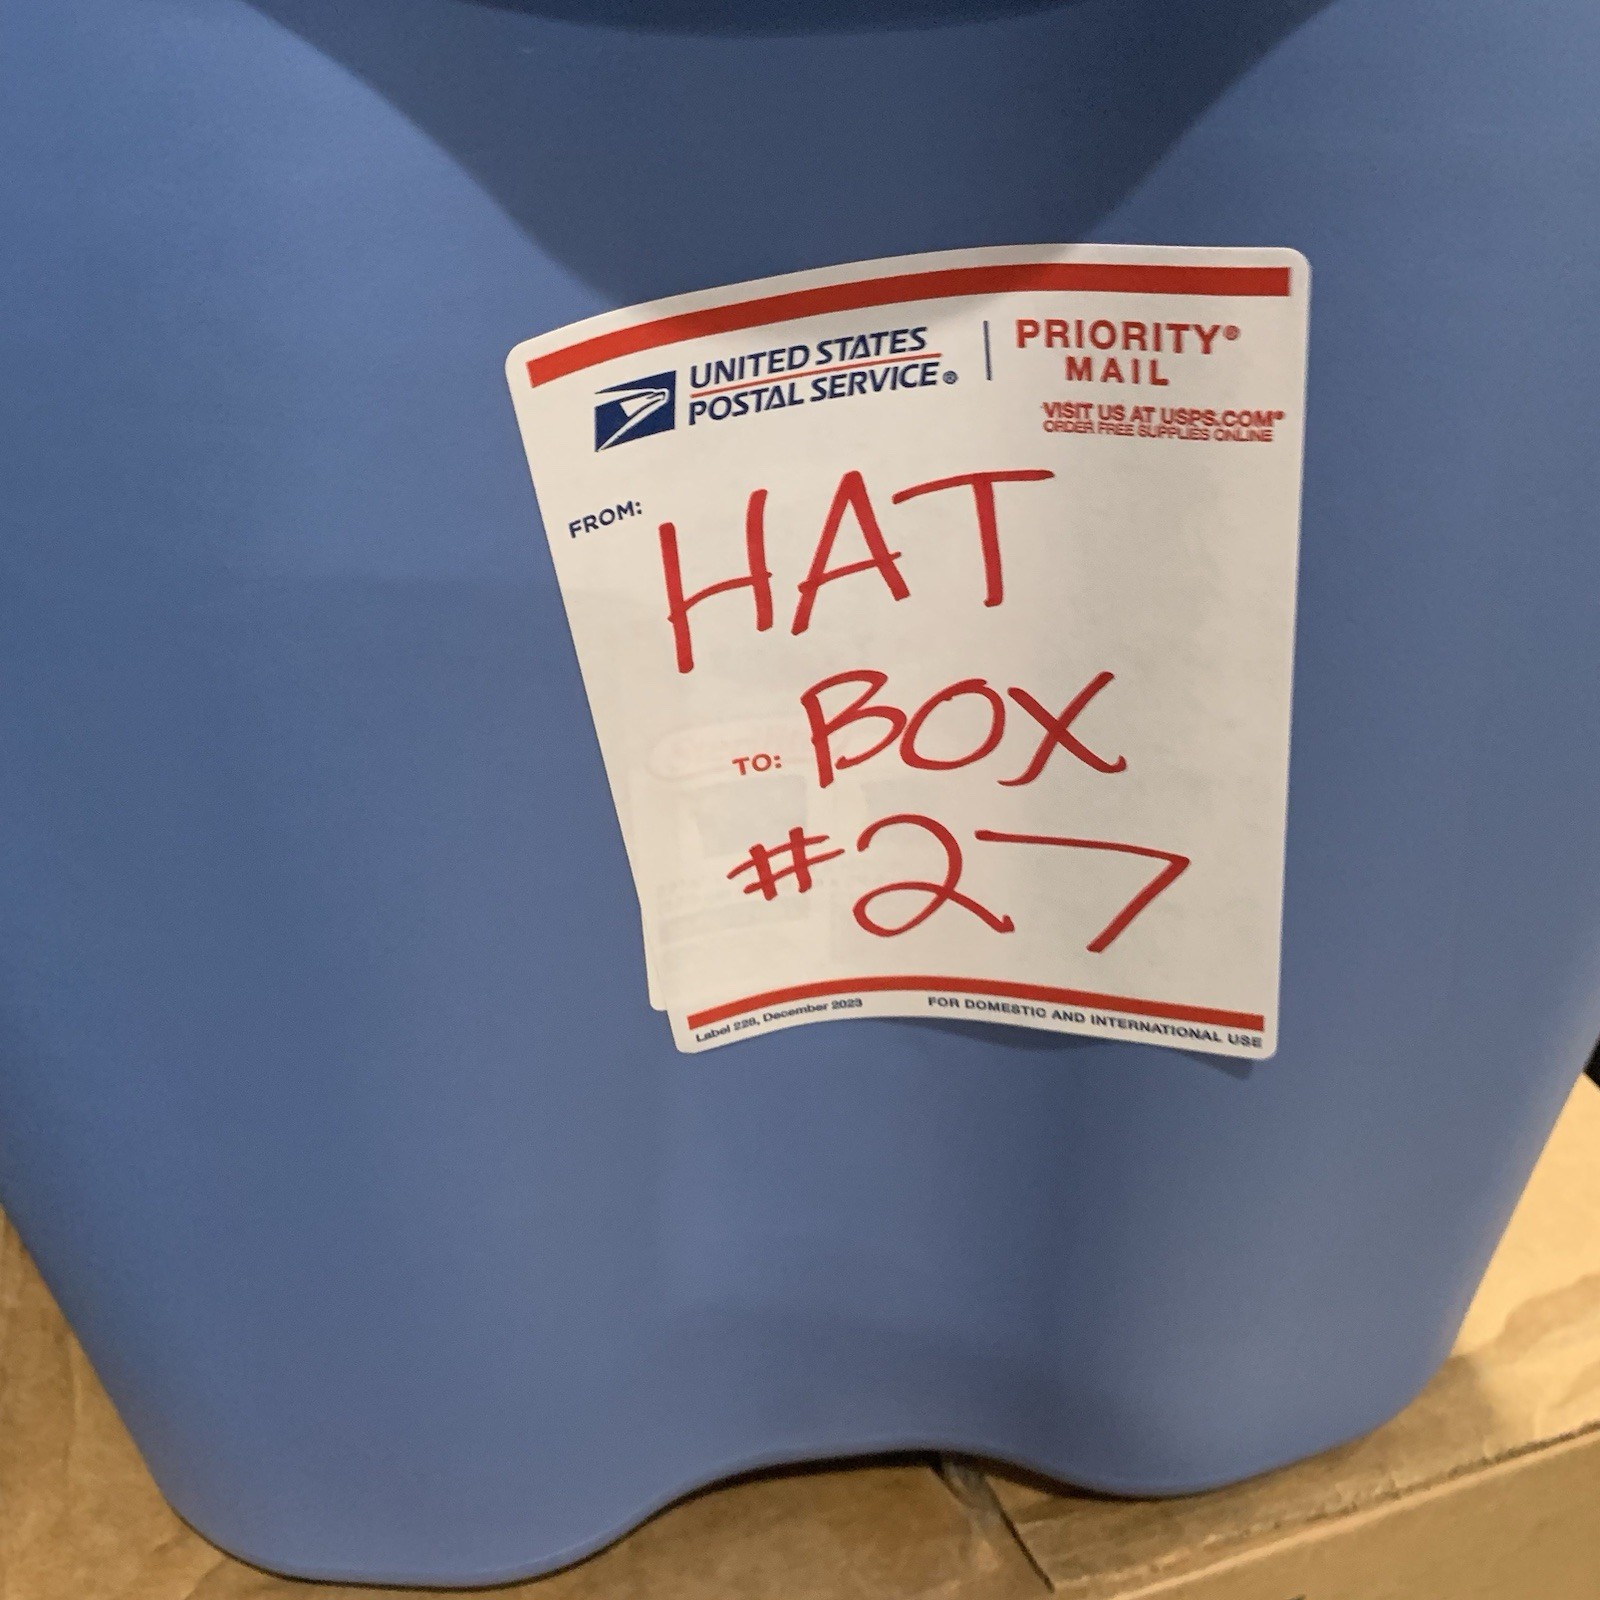 UNITED STATES
POSTAL SERVICE®
PRIORITY®
MAIL
VISIT US AT USPS.COM®
ORDER FREE SUPPLIES ONLINE
FROM:
HAT
TO: BOX
#27
Label 228, December 2023
FOR DOMESTIC AND INTERNATIONAL USE